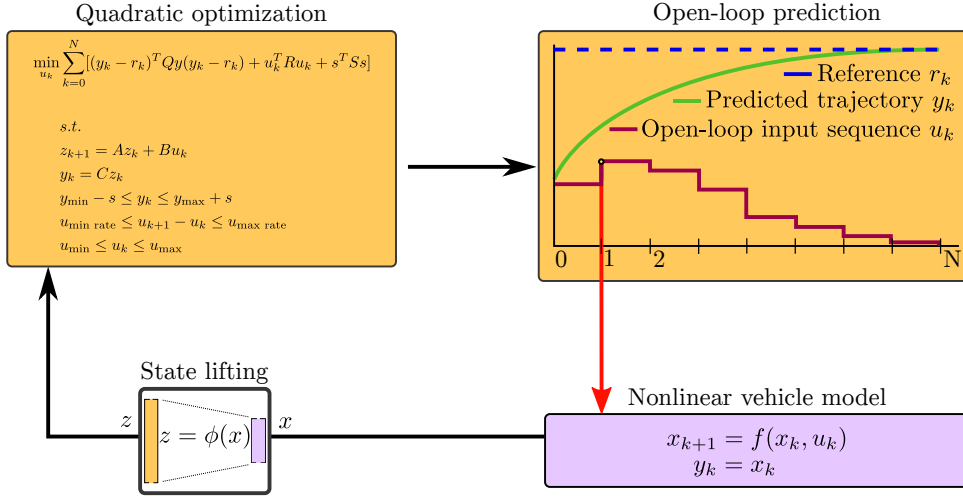 Quadratic optimization
min_{u_k} \sum_{k=0}^{N} [(y_k − r_k)^T Qy(y_k − r_k) + u_k^T Ru_k + s^T Ss]
s.t.
z_{k+1} = Az_k + Bu_k
y_k = Cz_k
y_min − s ≤ y_k ≤ y_max + s
u_min rate ≤ u_{k+1} − u_k ≤ u_max rate
u_min ≤ u_k ≤ u_max
Open-loop prediction
Reference r_k
Predicted trajectory y_k
Open-loop input sequence u_k
0 1 2 N
State lifting
z
z = ϕ(x)
x
Nonlinear vehicle model
x_{k+1} = f(x_k, u_k)
y_k = x_k